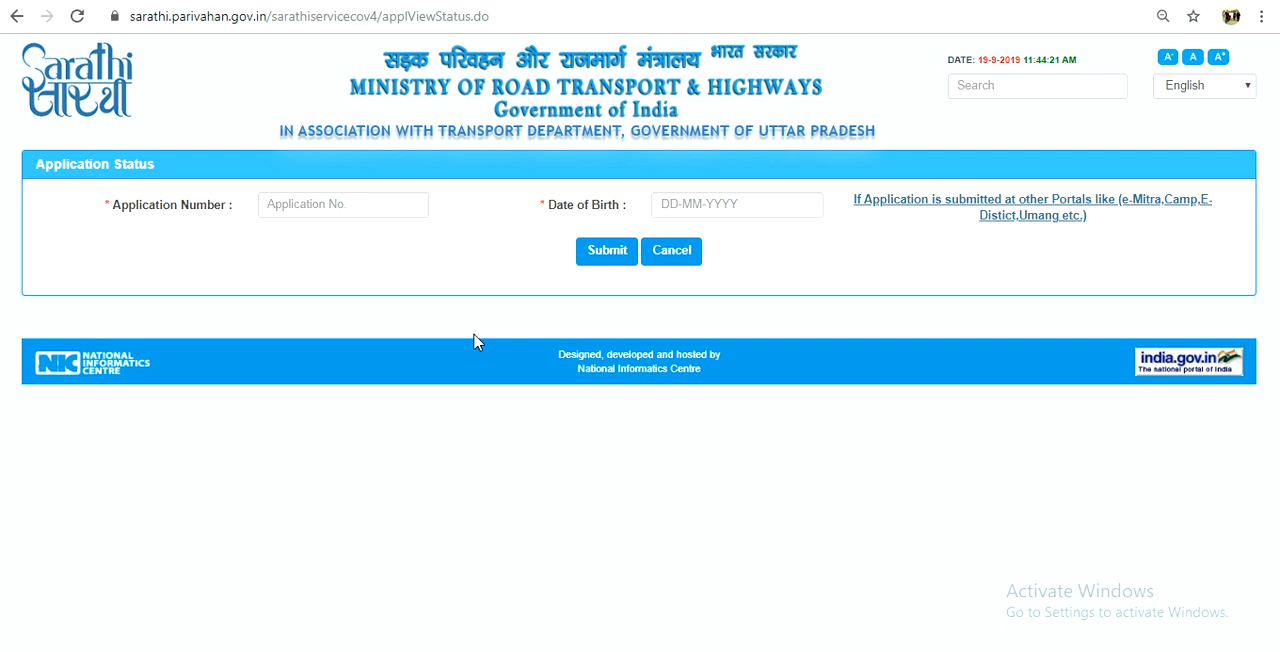 sarathi.parivahan.gov.in/sarathiservicecov4/applViewStatus.do
Sarathi
सारथी
सड़क परिवहन और राजमार्ग मंत्रालय भारत सरकार
MINISTRY OF ROAD TRANSPORT & HIGHWAYS
Government of India
IN ASSOCIATION WITH TRANSPORT DEPARTMENT, GOVERNMENT OF UTTAR PRADESH
DATE: 19-9-2019 11:44:21 AM
A- A A+
Search
English
Application Status
* Application Number : Application No.
* Date of Birth : DD-MM-YYYY
If Application is submitted at other Portals like (e-Mitra,Camp,E-
Distict,Umang etc.)
Submit Cancel
NIC NATIONAL
INFORMATICS
CENTRE
Designed, developed and hosted by
National Informatics Centre
india.gov.in
The national portal of India
Activate Windows
Go to Settings to activate Windows.